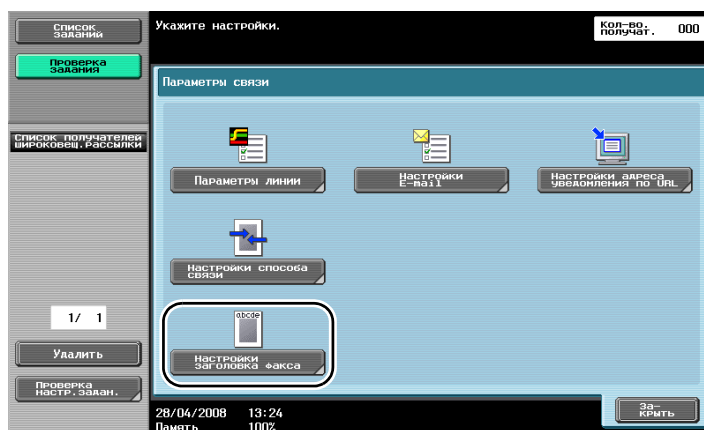 Список
заданий
Проверка
задания
Список получателей
широковещ.рассылки
1/ 1
Удалить
Проверка
настр.задан.
Укажите настройки.
Кол-во.
получат.
000
Параметры связи
Параметры линии
Настройки
E-mail
Настройки адреса
уведомления по URL
Настройки способа
связи
abcde
Настройки
заголовка факса
28/04/2008 13:24
Память 100%
За-
крыть